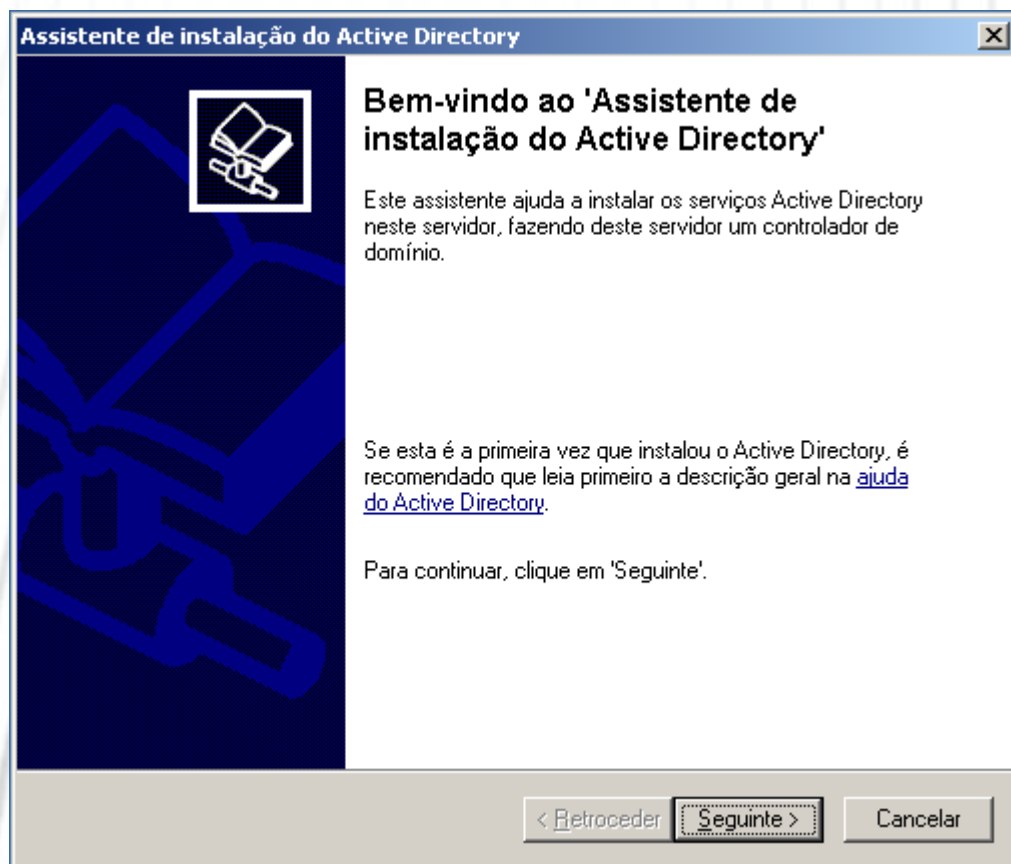 Assistente de instalação do Active Directory
Bem-vindo ao 'Assistente de
instalação do Active Directory'
Este assistente ajuda a instalar os serviços Active Directory
neste servidor, fazendo deste servidor um controlador de
domínio.
Se esta é a primeira vez que instalou o Active Directory, é
recomendado que leia primeiro a descrição geral na ajuda
do Active Directory.
Para continuar, clique em 'Seguinte'.
< Retroceder Seguinte > Cancelar